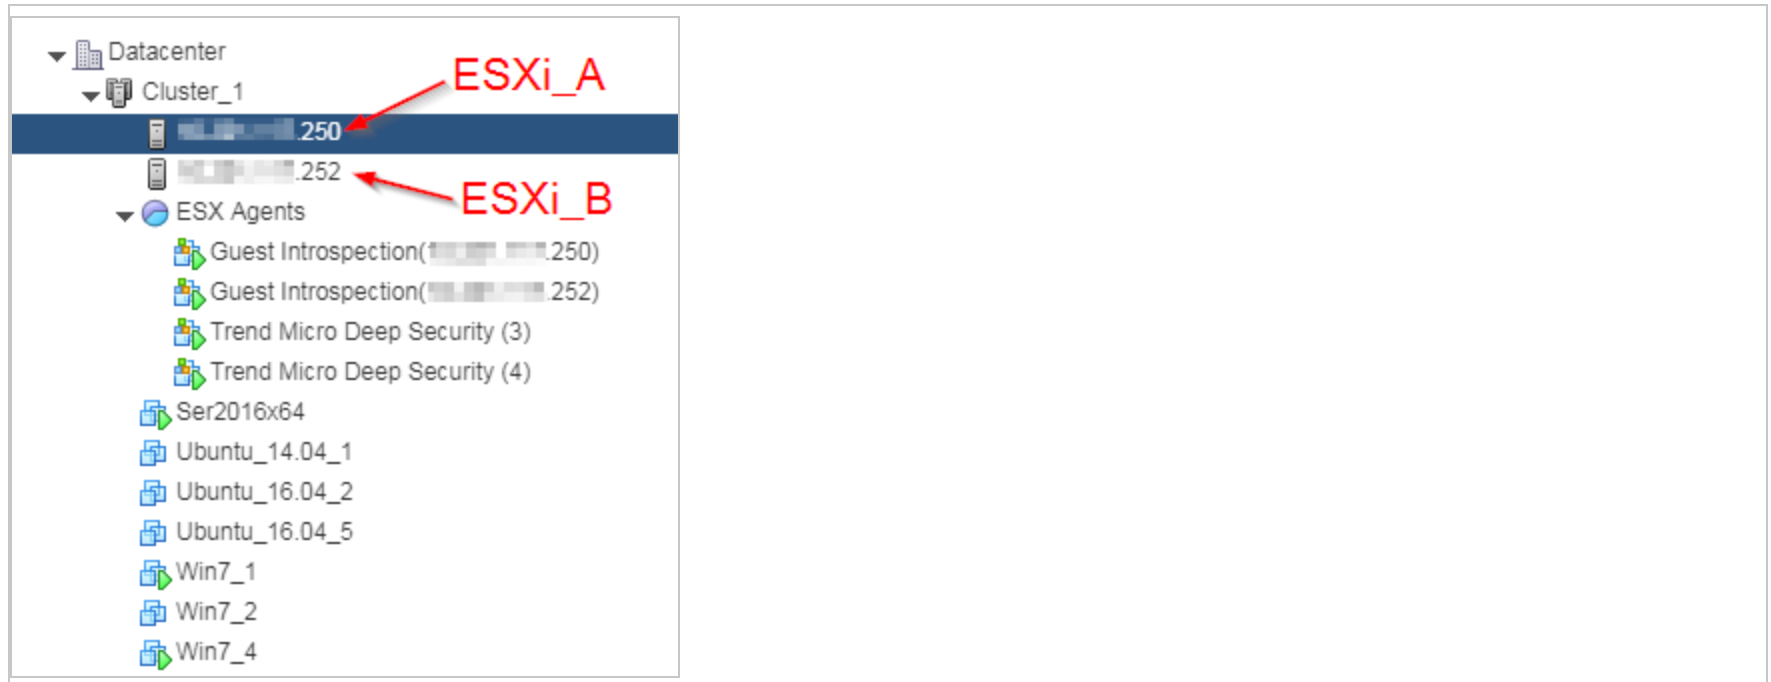 Datacenter
ESXi_A
Cluster_1
.250
.252
ESXi_B
ESX Agents
Guest Introspection( .250)
Guest Introspection( .252)
Trend Micro Deep Security (3)
Trend Micro Deep Security (4)
Ser2016x64
Ubuntu_14.04_1
Ubuntu_16.04_2
Ubuntu_16.04_5
Win7_1
Win7_2
Win7_4